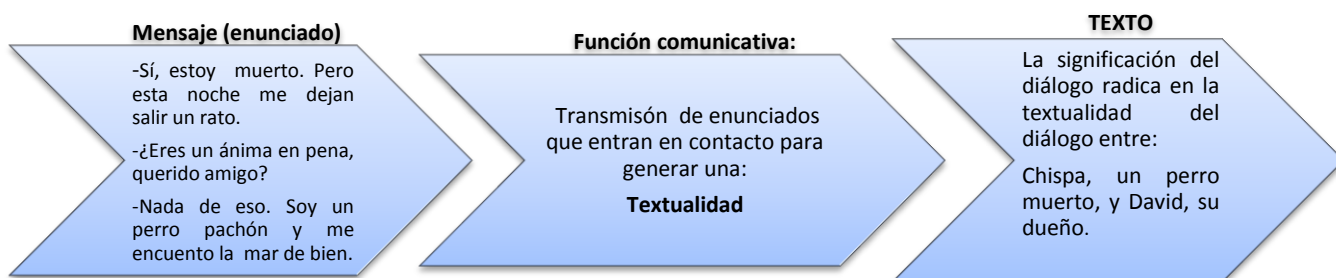 Mensaje (enunciado)
-Sí, estoy muerto. Pero
esta noche me dejan
salir un rato.
-¿Eres un ánima en pena,
querido amigo?
-Nada de eso. Soy un
perro pachón y me
encuento la mar de bien.
Función comunicativa:
Transmisón de enunciados
que entran en contacto para
generar una:
Textualidad
TEXTO
La significación del
diálogo radica en la
textualidad del
diálogo entre:
Chispa, un perro
muerto, y David, su
dueño.